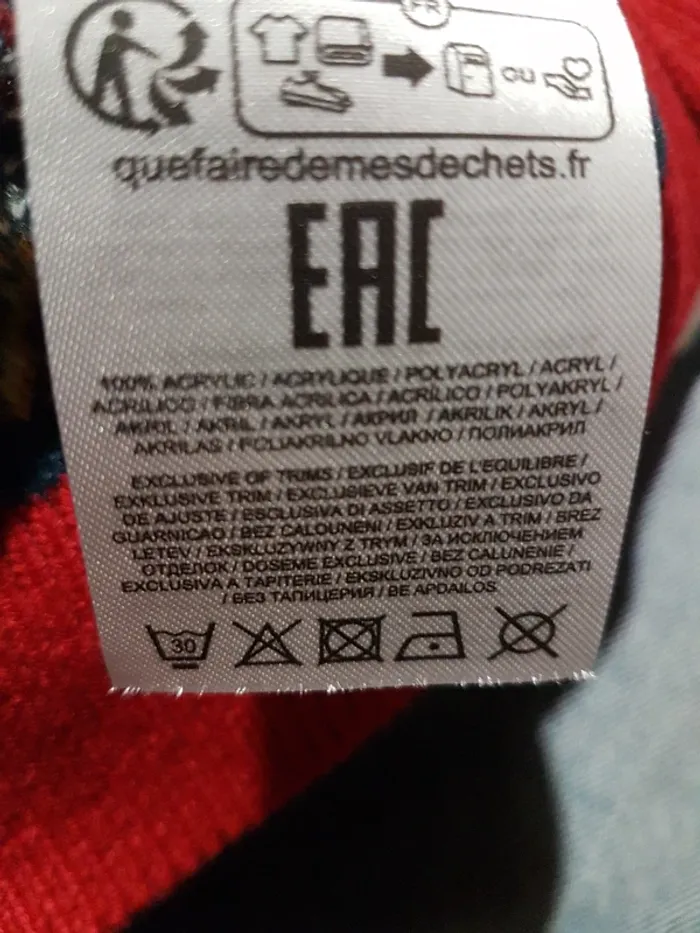 FR
OU
quefairedemesdechets.fr
EAC
100% ACRYLIC / ACRYLIQUE / POLYACRYL / ACRYL /
ACRILICO / FIBRA ACRILICA / ACRÍLICO / POLYAKRYL /
AKRIL / AKRIL / AKRYL / АКРИЛ / AKRILIK / AKRYL /
AKRILAS / POLIAKRILNO VLAKNO / ПОЛИАКРИЛ
EXCLUSIVE OF TRIMS / EXCLUSIF DE L'EQUILIBRE /
EXKLUSIVE TRIM / EXCLUSIEVE VAN TRIM / EXCLUSIVO
DE AJUSTE / ESCLUSIVA DI ASSETTO / EXCLUSIVO DA
GUARNICAO / BEZ CALOUNENI / EXKLUZIV A TRIM / BREZ
LETEV / EKSKLUZYWNY Z TRYM / ЗА ИСКЛЮЧЕНИЕМ
ОТДЕЛОК / DOSEME EXCLUSIVE / BEZ CALUNENIE /
EXCLUSIVA A TAPITERIE / EKSKLUZIVNO OD PODREZATI
/ БЕЗ ТАПИЦЕРИЯ / BE APDAILOS
30